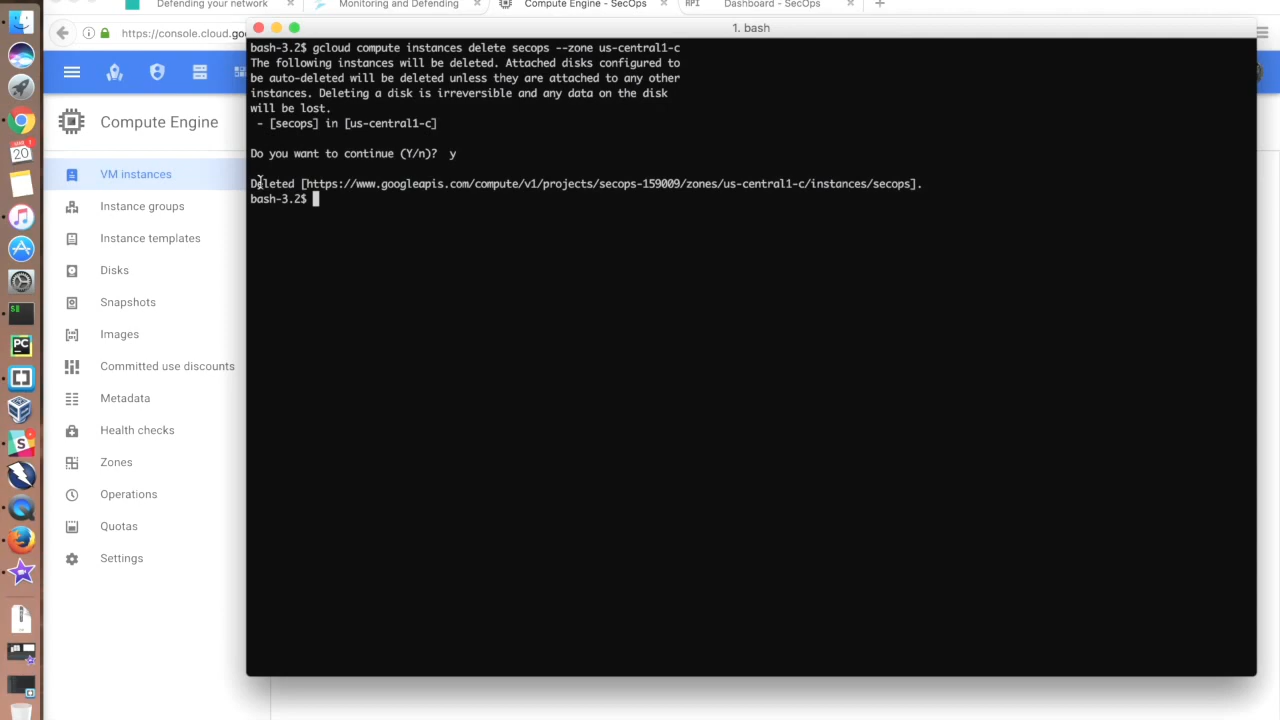 Defending your network
Monitoring and Defending
Compute Engine - SecOps
API
Dashboard - SecOps
1. bash
https://console.cloud.goo
bash-3.2$ gcloud compute instances delete secops --zone us-central1-c
The following instances will be deleted. Attached disks configured to
be auto-deleted will be deleted unless they are attached to any other
instances. Deleting a disk is irreversible and any data on the disk
will be lost.
- [secops] in [us-central1-c]
Do you want to continue (Y/n)? y
Deleted [https://www.googleapis.com/compute/v1/projects/secops-159009/zones/us-central1-c/instances/secops].
bash-3.2$
Compute Engine
VM instances
Instance groups
Instance templates
Disks
Snapshots
Images
Committed use discounts
Metadata
Health checks
Zones
Operations
Quotas
Settings
20
PC